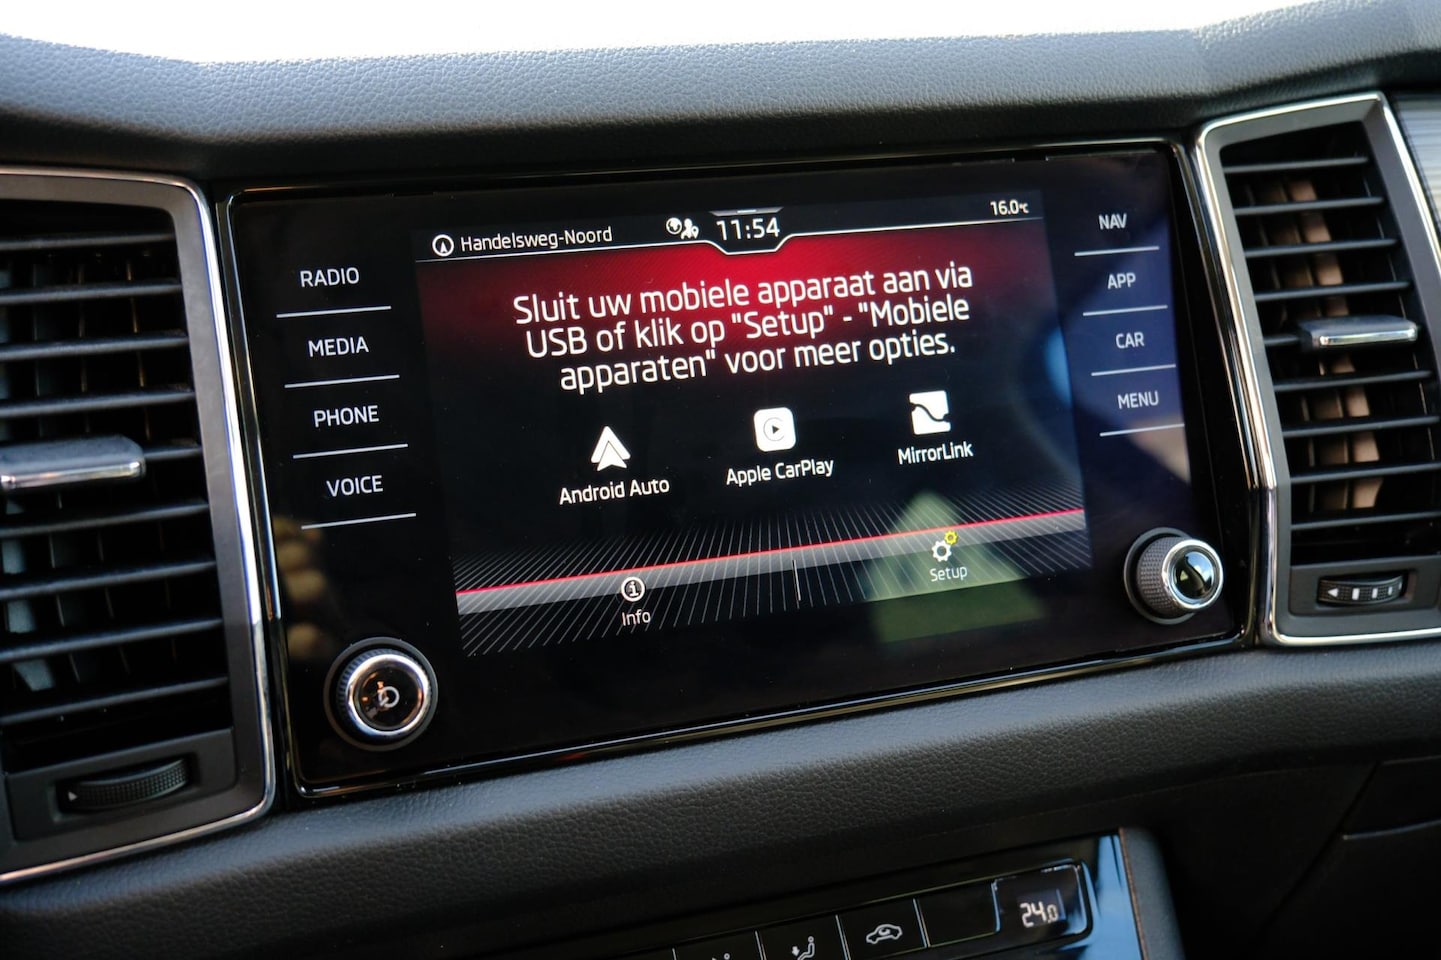 Handelsweg-Noord
11:54
16.0°C
RADIO
MEDIA
PHONE
VOICE
Sluit uw mobiele apparaat aan via
USB of klik op "Setup" - "Mobiele
apparaten" voor meer opties.
Android Auto
Apple CarPlay
MirrorLink
Info
Setup
NAV
APP
CAR
MENU
24.0